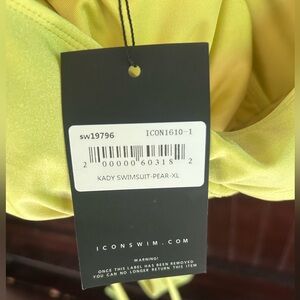 sw19796 ICON1610-1
2 00000 60318 2
KADY SWIMSUIT-PEAR-XL
ICONSWIM.COM
WARNING!
ONCE THIS LABEL HAS BEEN REMOVED
YOU CAN NO LONGER RETURN THIS ITEM